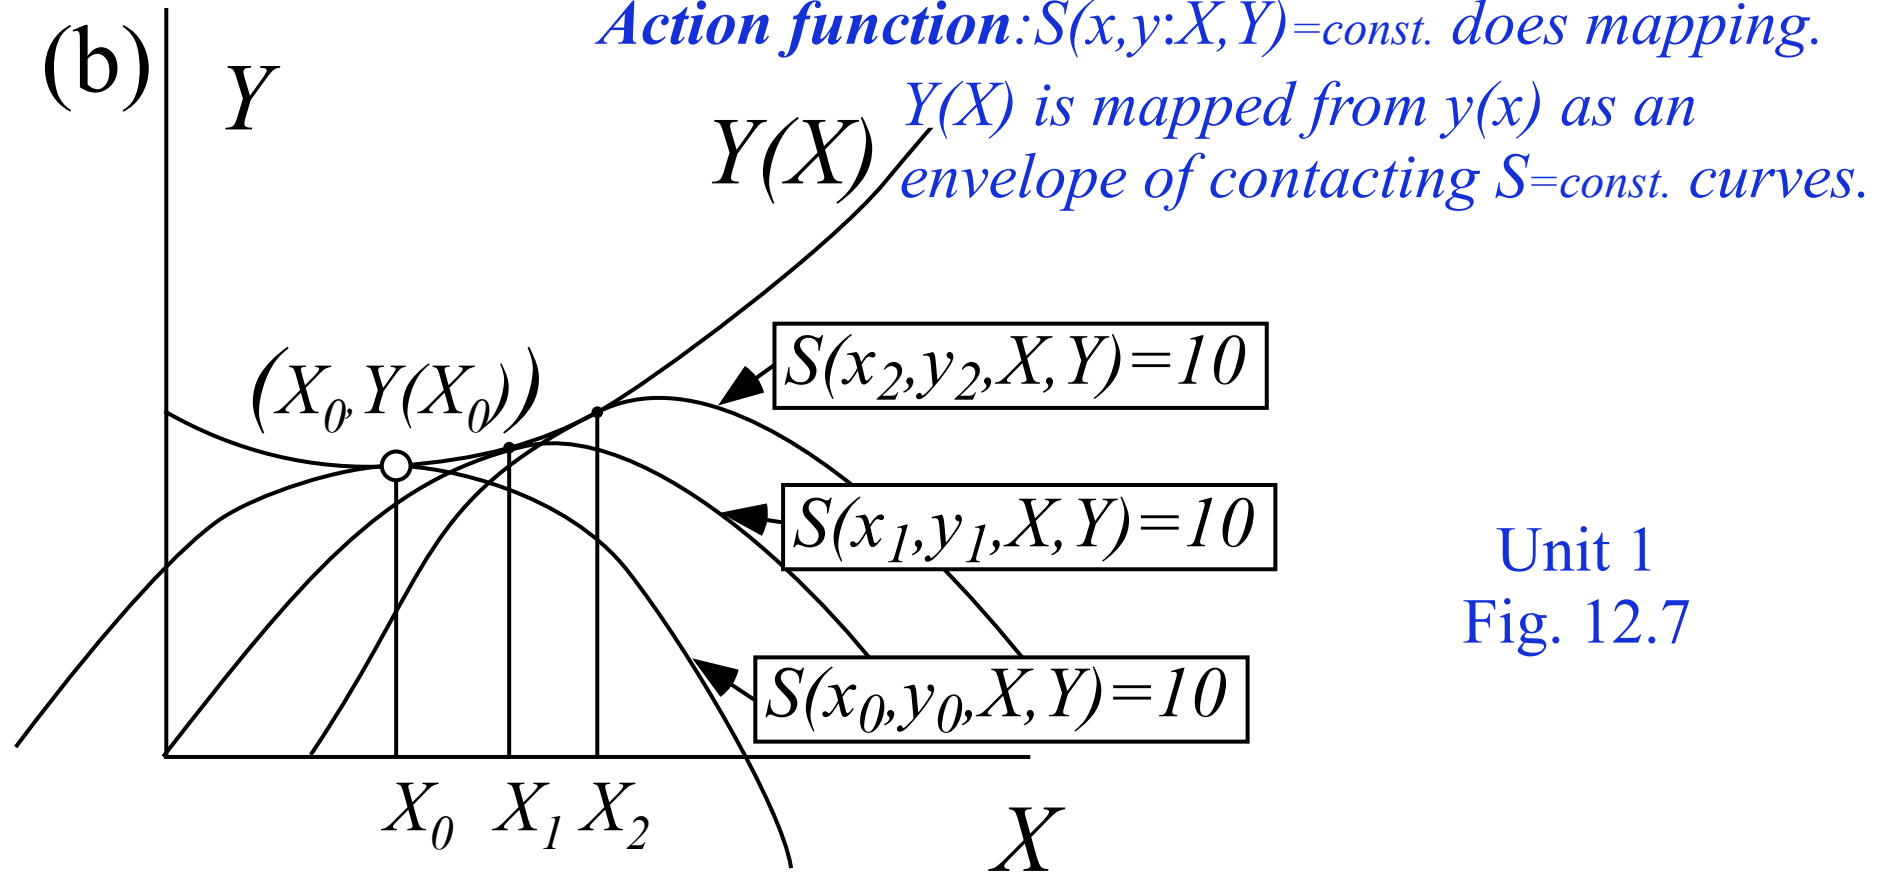 Action function:S(x,y:X,Y)=const. does mapping.
(b)
Y
Y(X) is mapped from y(x) as an
Y(X)
envelope of contacting S=const. curves.
S(x2,y2,X,Y)=10
(X0,Y(X0))
S(x1,y1,X,Y)=10
Unit 1
Fig. 12.7
S(x0,y0,X,Y)=10
X0 X1 X2
X